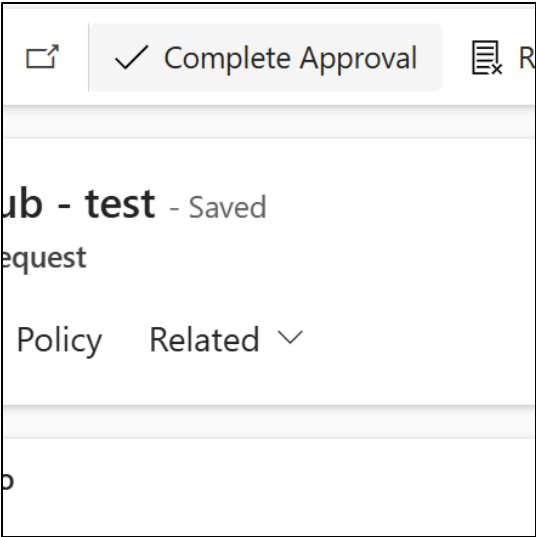 Complete Approval R
ub - test - Saved
equest
Policy Related
o